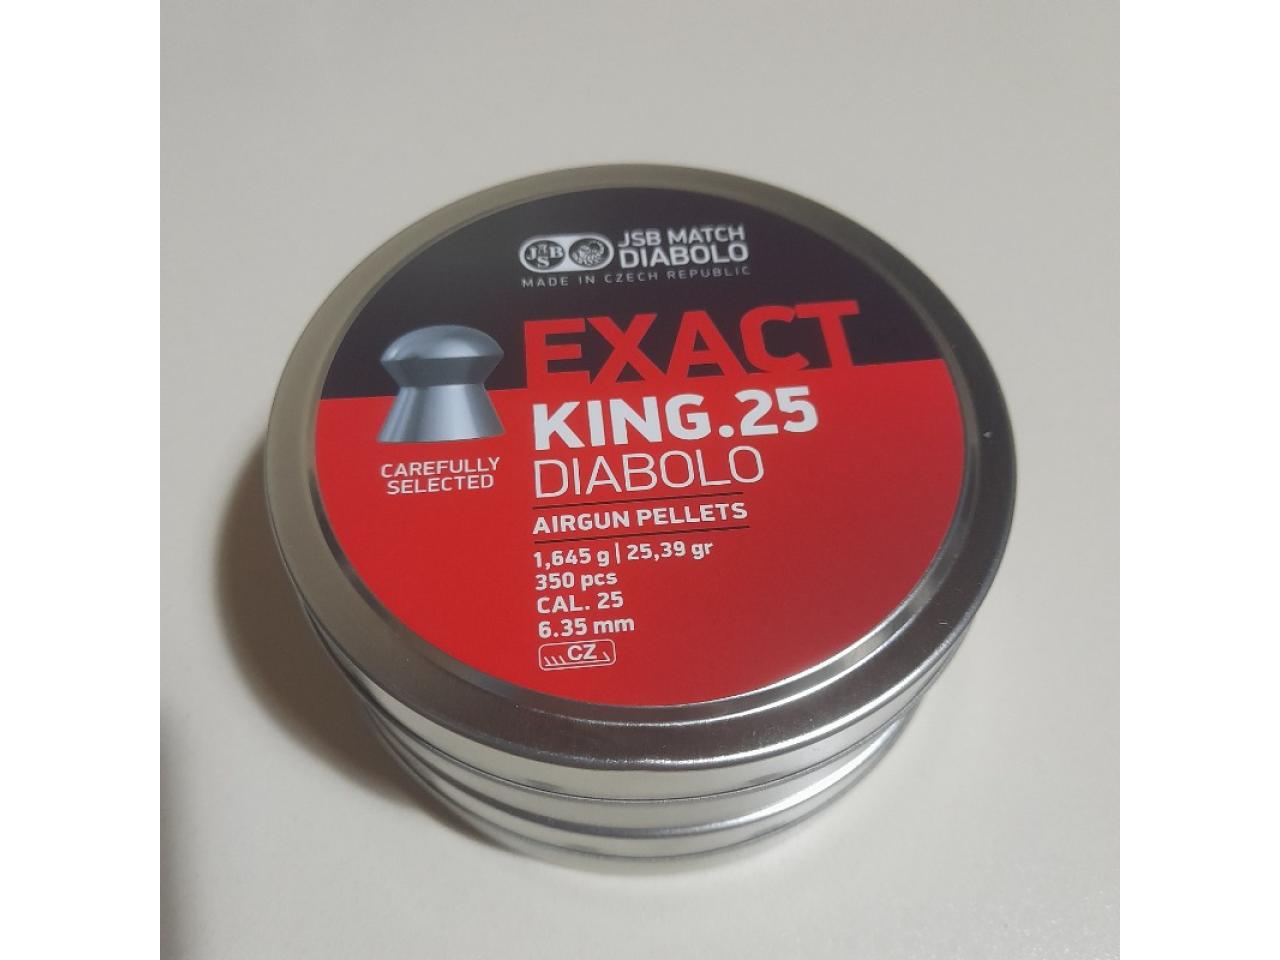 JSB
JSB MATCH
DIABOLO
MADE IN CZECH REPUBLIC
EXACT
KING.25
DIABOLO
CAREFULLY
SELECTED
AIRGUN PELLETS
1,645 g | 25,39 gr
350 pcs
CAL. 25
6.35 mm
CZ